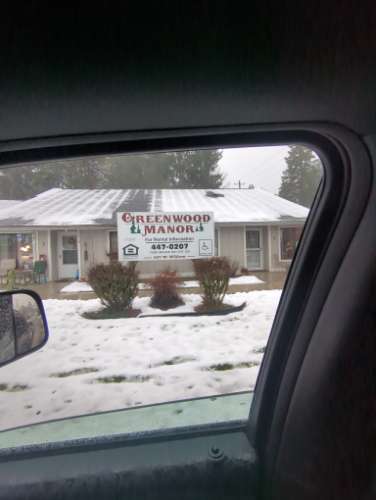 GREENWOOD
MANOR
For Rental Information
447-0207